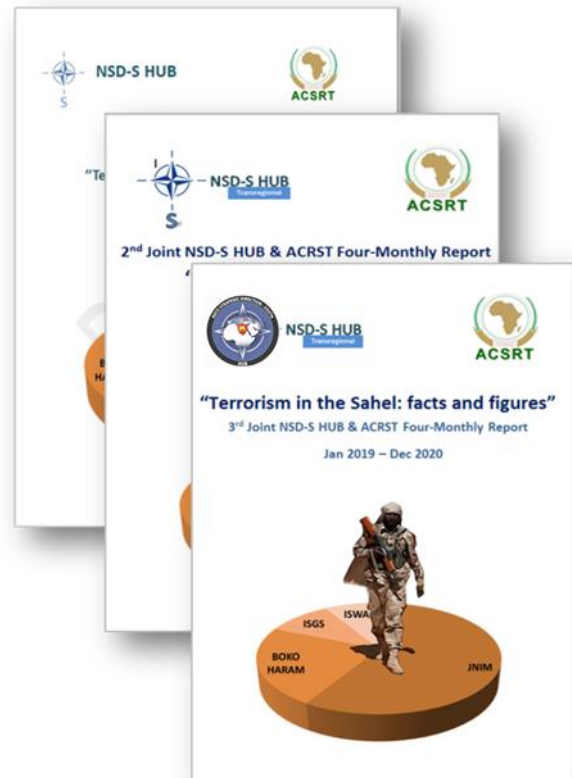 NSD-S HUB
S
ACSRT
"Te
NSD-S HUB
Transregional
S
ACSRT
2nd Joint NSD-S HUB & ACRST Four-Monthly Report
NSD-S HUB
Transregional
ACSRT
"Terrorism in the Sahel: facts and figures"
3rd Joint NSD-S HUB & ACRST Four-Monthly Report
Jan 2019 – Dec 2020
ISWA
ISGS
BOKO
HARAM
JNIM